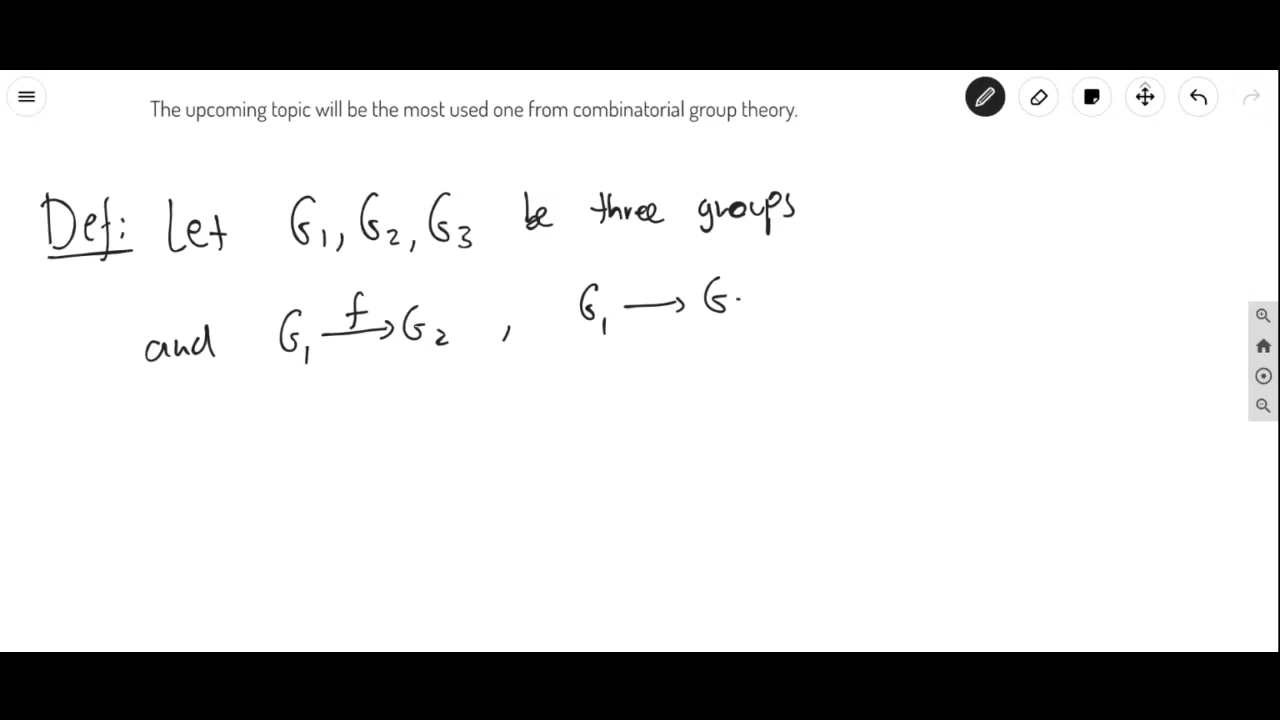 The upcoming topic will be the most used one from combinatorial group theory.
Def: Let G₁, G₂, G₃ be three groups
and G₁ —f→ G₂ , G₁ ⟶ G.